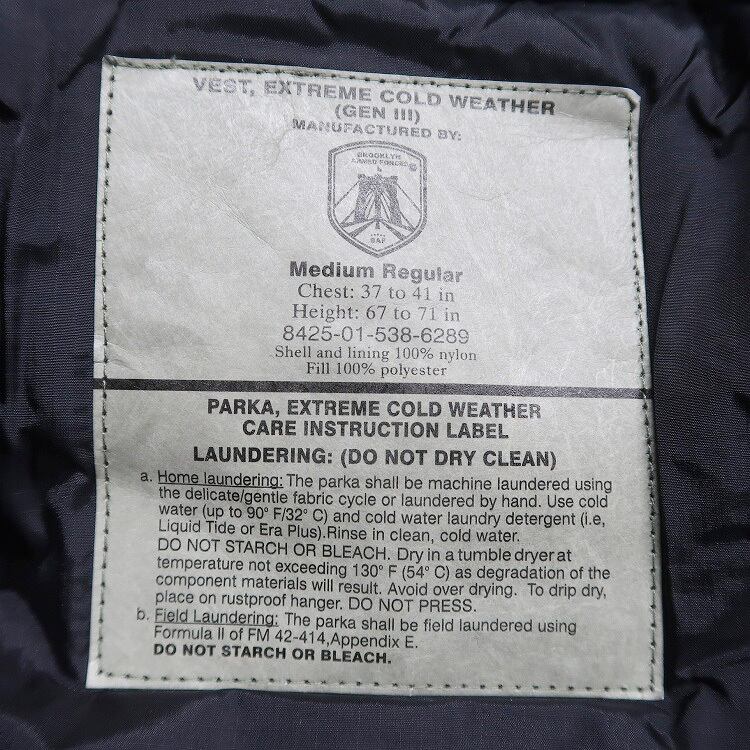 VEST, EXTREME COLD WEATHER
(GEN III)
MANUFACTURED BY:
BROOKLYN
ARMED FORCES
BAF
Medium Regular
Chest: 37 to 41 in
Height: 67 to 71 in
8425-01-538-6289
Shell and lining 100% nylon
Fill 100% polyester
PARKA, EXTREME COLD WEATHER
CARE INSTRUCTION LABEL
LAUNDERING: (DO NOT DRY CLEAN)
a. Home laundering: The parka shall be machine laundered using
the delicate/gentle fabric cycle or laundered by hand. Use cold
water (up to 90° F/32° C) and cold water laundry detergent (i.e,
Liquid Tide or Era Plus).Rinse in clean, cold water.
DO NOT STARCH OR BLEACH. Dry in a tumble dryer at
temperature not exceeding 130° F (54° C) as degradation of the
component materials will result. Avoid over drying. To drip dry,
place on rustproof hanger. DO NOT PRESS.
b. Field Laundering: The parka shall be field laundered using
Formula II of FM 42-414,Appendix E.
DO NOT STARCH OR BLEACH.